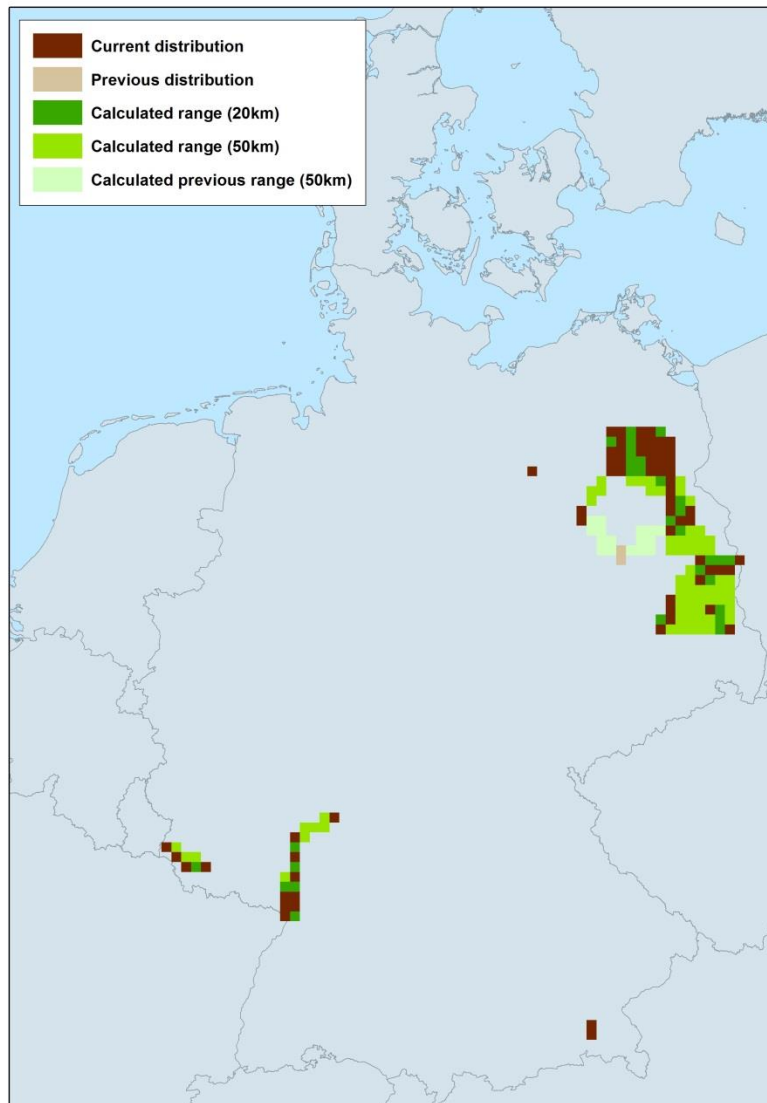 Current distribution
Previous distribution
Calculated range (20km)
Calculated range (50km)
Calculated previous range (50km)